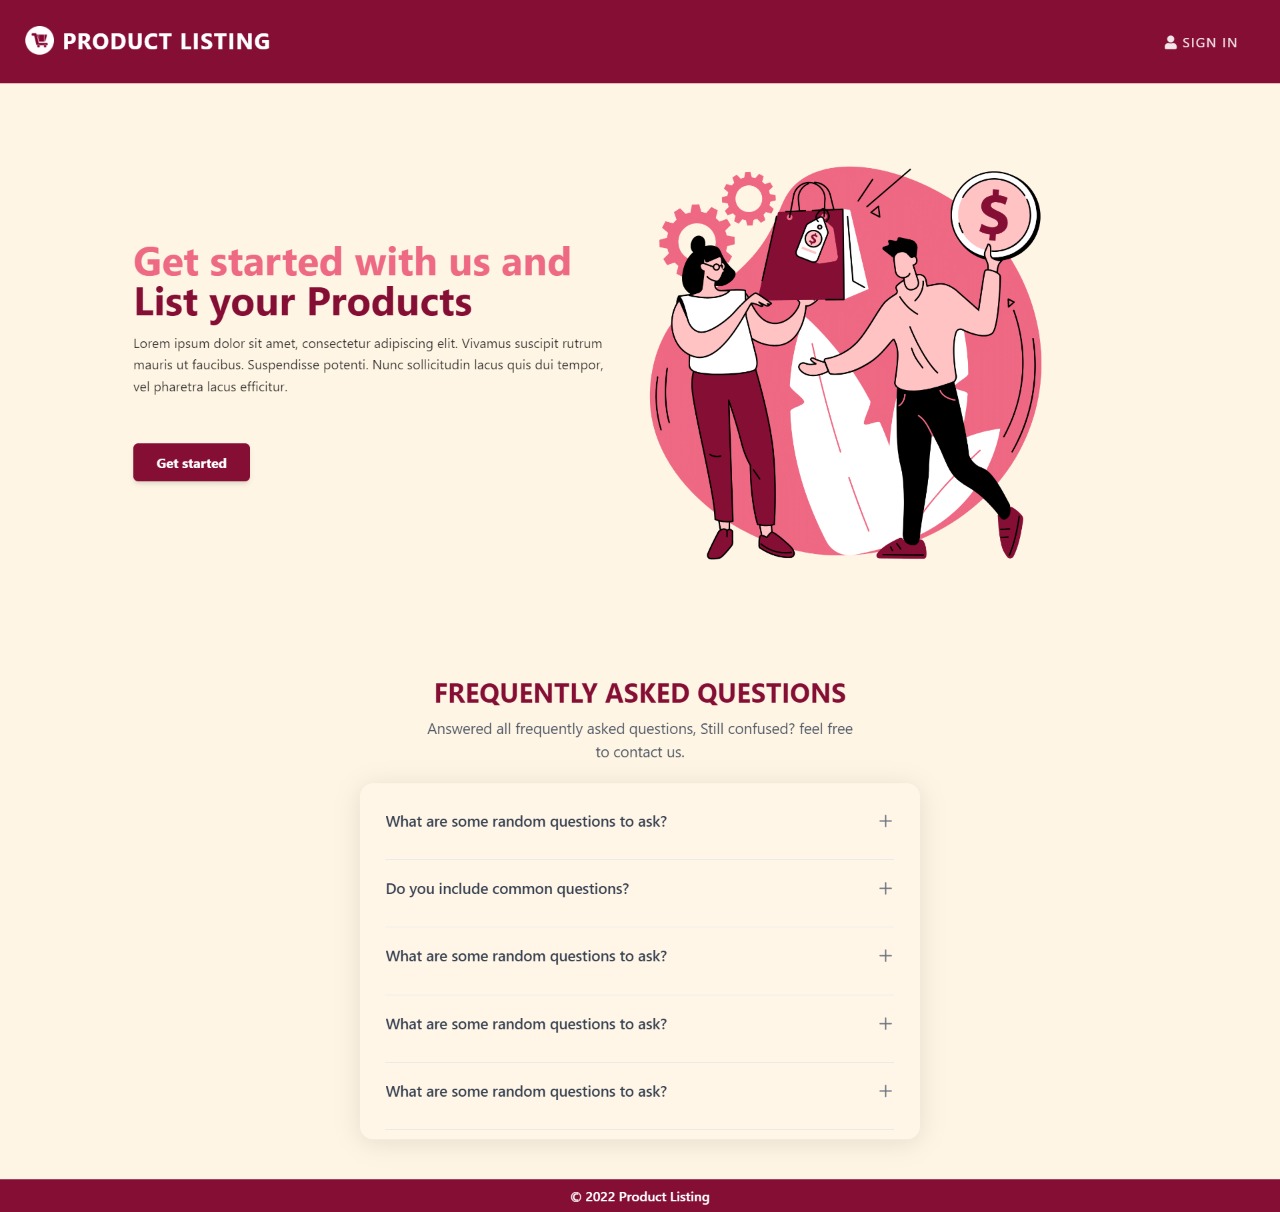 PRODUCT LISTING
SIGN IN
Get started with us and
List your Products
Lorem ipsum dolor sit amet, consectetur adipiscing elit. Vivamus suscipit rutrum
mauris ut faucibus. Suspendisse potenti. Nunc sollicitudin lacus quis dui tempor,
vel pharetra lacus efficitur.
Get started
$
$
FREQUENTLY ASKED QUESTIONS
Answered all frequently asked questions, Still confused? feel free
to contact us.
What are some random questions to ask?
Do you include common questions?
What are some random questions to ask?
What are some random questions to ask?
What are some random questions to ask?
© 2022 Product Listing